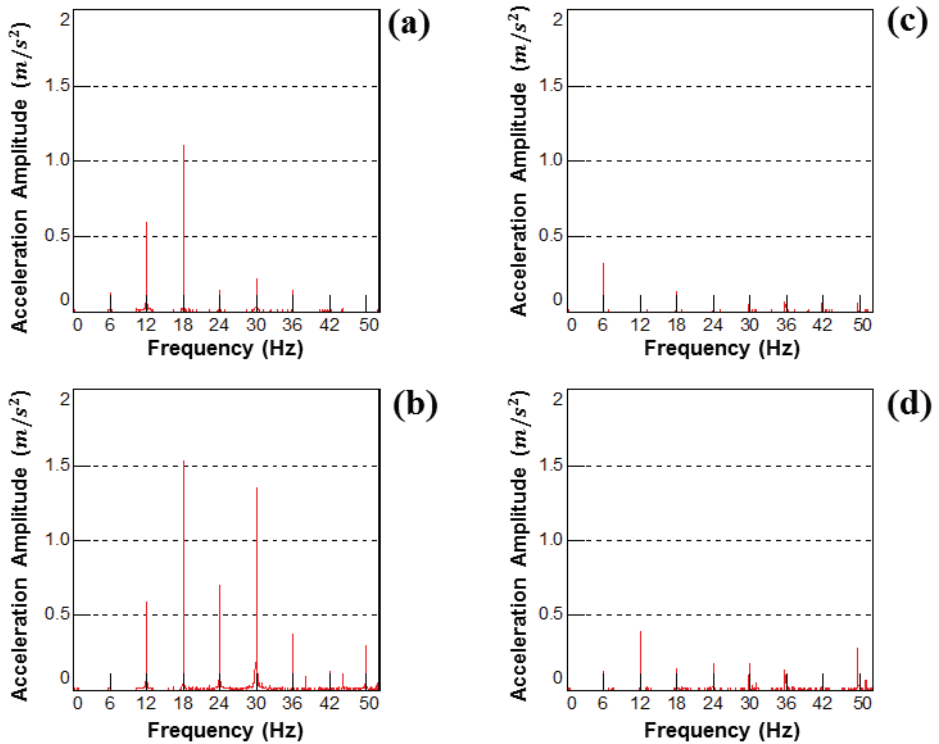 (a)
Acceleration Amplitude (m/s²)
2
1.5
1.0
0.5
0
0 6 12 18 24 30 36 42 50
Frequency (Hz)
(c)
Acceleration Amplitude (m/s²)
2
1.5
1.0
0.5
0
0 6 12 18 24 30 36 42 50
Frequency (Hz)
(b)
Acceleration Amplitude (m/s²)
2
1.5
1.0
0.5
0
0 6 12 18 24 30 36 42 50
Frequency (Hz)
(d)
Acceleration Amplitude (m/s²)
2
1.5
1.0
0.5
0
0 6 12 18 24 30 36 42 50
Frequency (Hz)